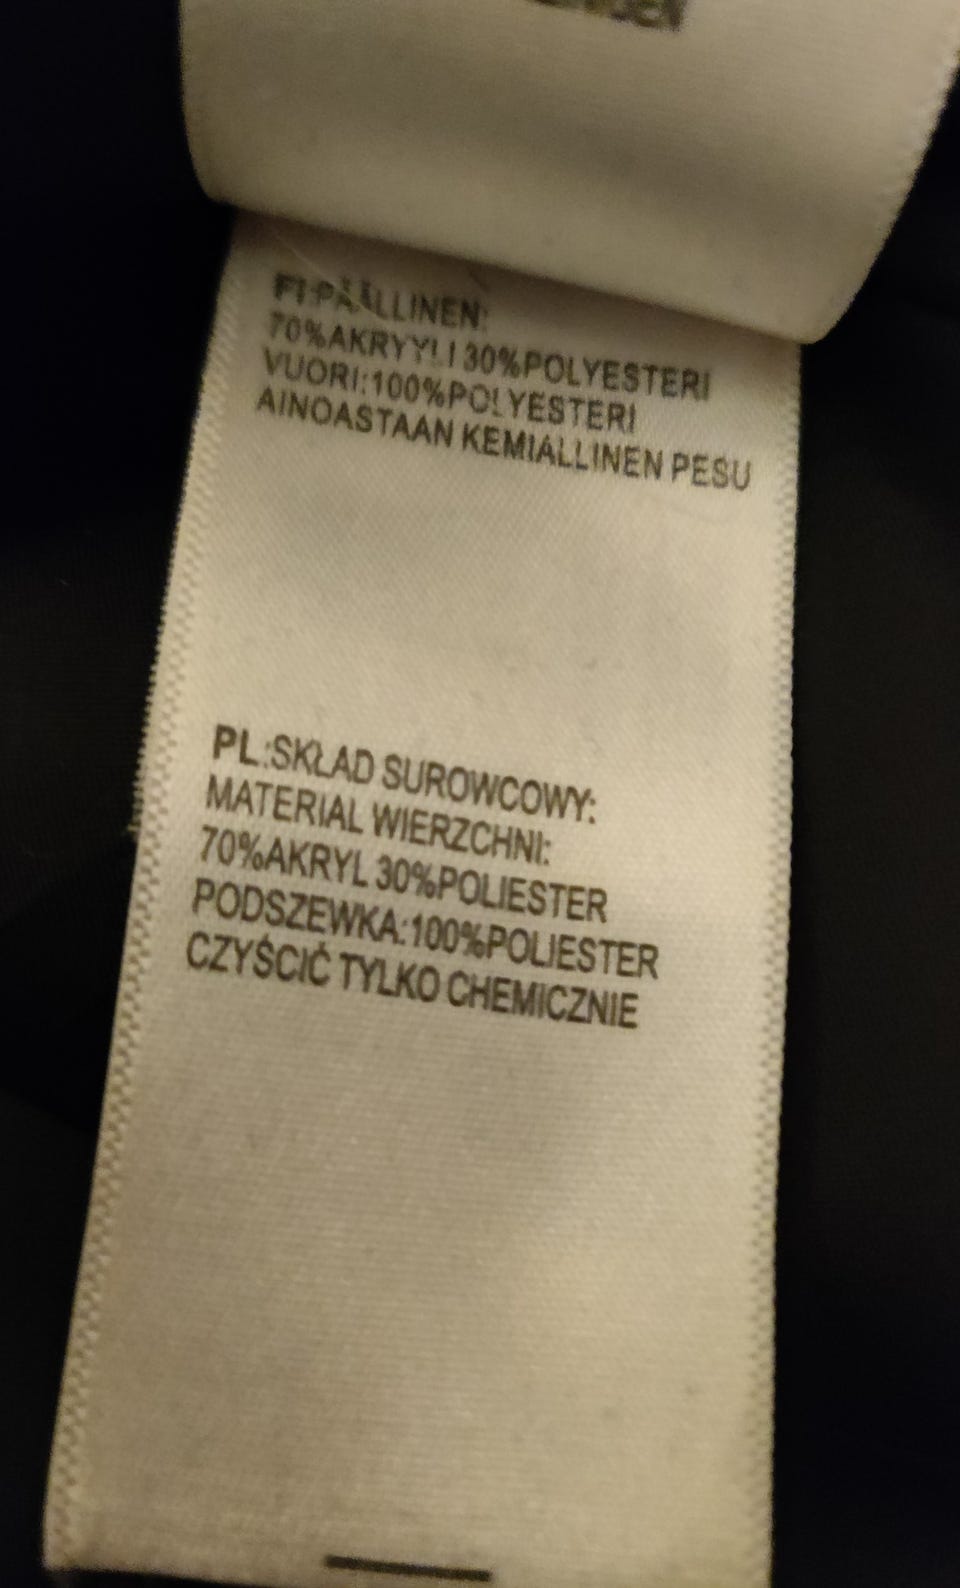 FI:PÄÄLLINEN:
70%AKRYYLI 30%POLYESTERI
VUORI:100%POLYESTERI
AINOASTAAN KEMIALLINEN PESU
PL:SKŁAD SUROWCOWY:
MATERIAL WIERZCHNI:
70%AKRYL 30%POLIESTER
PODSZEWKA:100%POLIESTER
CZYŚCIĆ TYLKO CHEMICZNIE